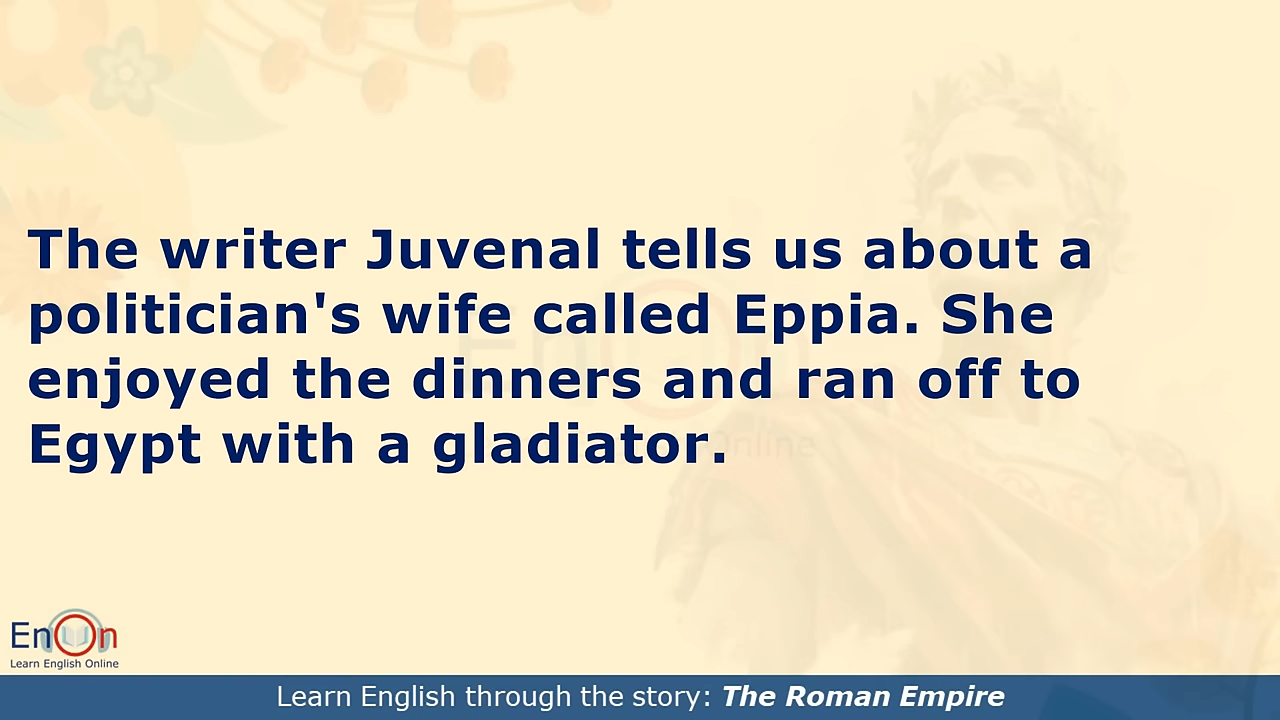 The writer Juvenal tells us about a
politician's wife called Eppia. She
enjoyed the dinners and ran off to
Egypt with a gladiator.
EnOn
Learn English Online
Learn English through the story: The Roman Empire